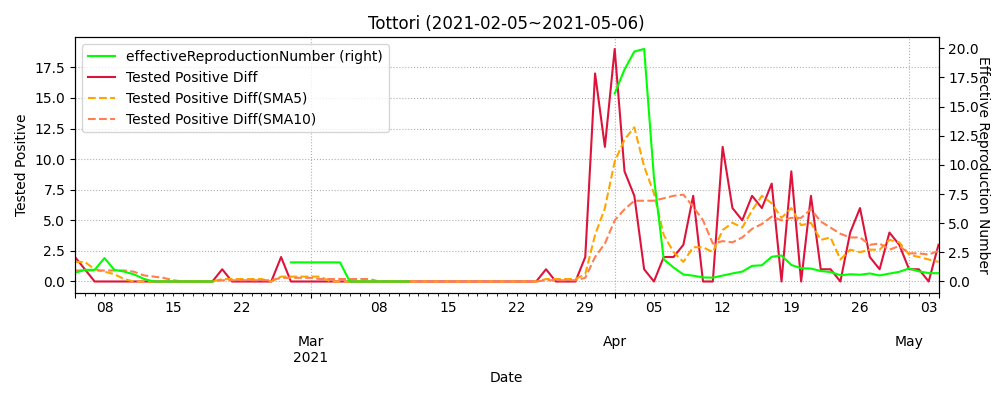 Tottori (2021-02-05~2021-05-06)
effectiveReproductionNumber (right)
Tested Positive Diff
Tested Positive Diff(SMA5)
Tested Positive Diff(SMA10)
Tested Positive
17.5
15.0
12.5
10.0
7.5
5.0
2.5
0.0
20.0
17.5
15.0
12.5
10.0
7.5
5.0
2.5
0.0
Effective Reproduction Number
08 15 22 08 15 22 29 05 12 19 26 03
Mar Apr May
2021
Date